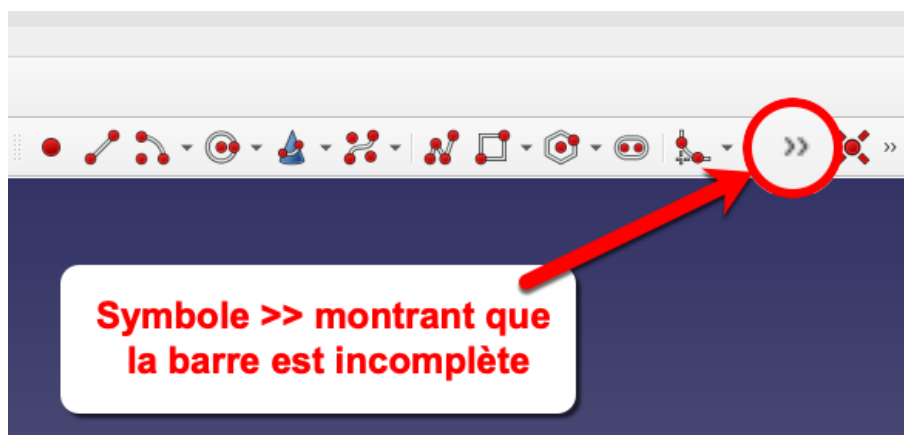 >>
>>
Symbole >> montrant que
la barre est incomplète